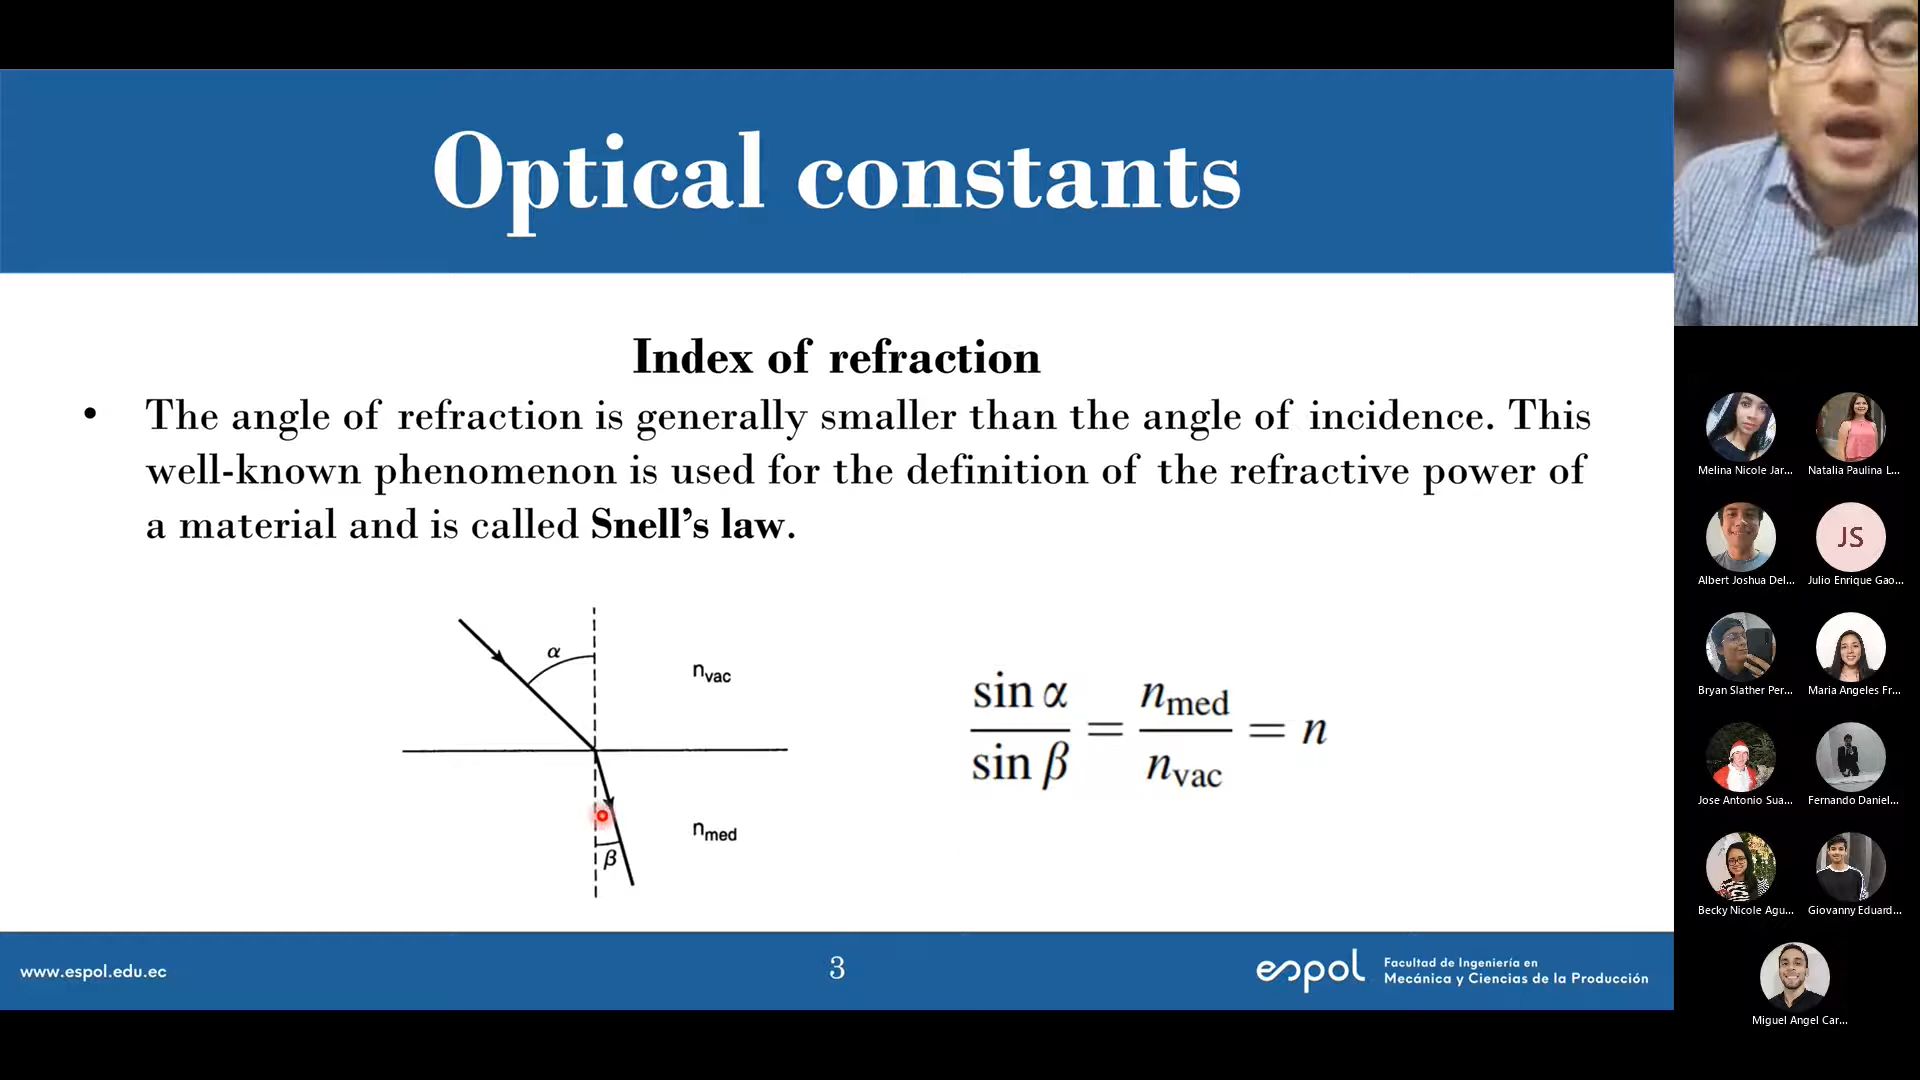 Optical constants
Index of refraction
• The angle of refraction is generally smaller than the angle of incidence. This
well-known phenomenon is used for the definition of the refractive power of
a material and is called Snell's law.
α
n_vac
β
n_med
sin α / sin β = n_med / n_vac = n
www.espol.edu.ec
3
espol
Facultad de Ingeniería en
Mecánica y Ciencias de la Producción
Melina Nicole Jar...
Natalia Paulina L...
Albert Joshua Del...
JS
Julio Enrique Gao...
Bryan Slather Per...
Maria Angeles Fr...
Jose Antonio Sua...
Fernando Daniel...
Becky Nicole Agu...
Giovanny Eduard...
Miguel Angel Car...